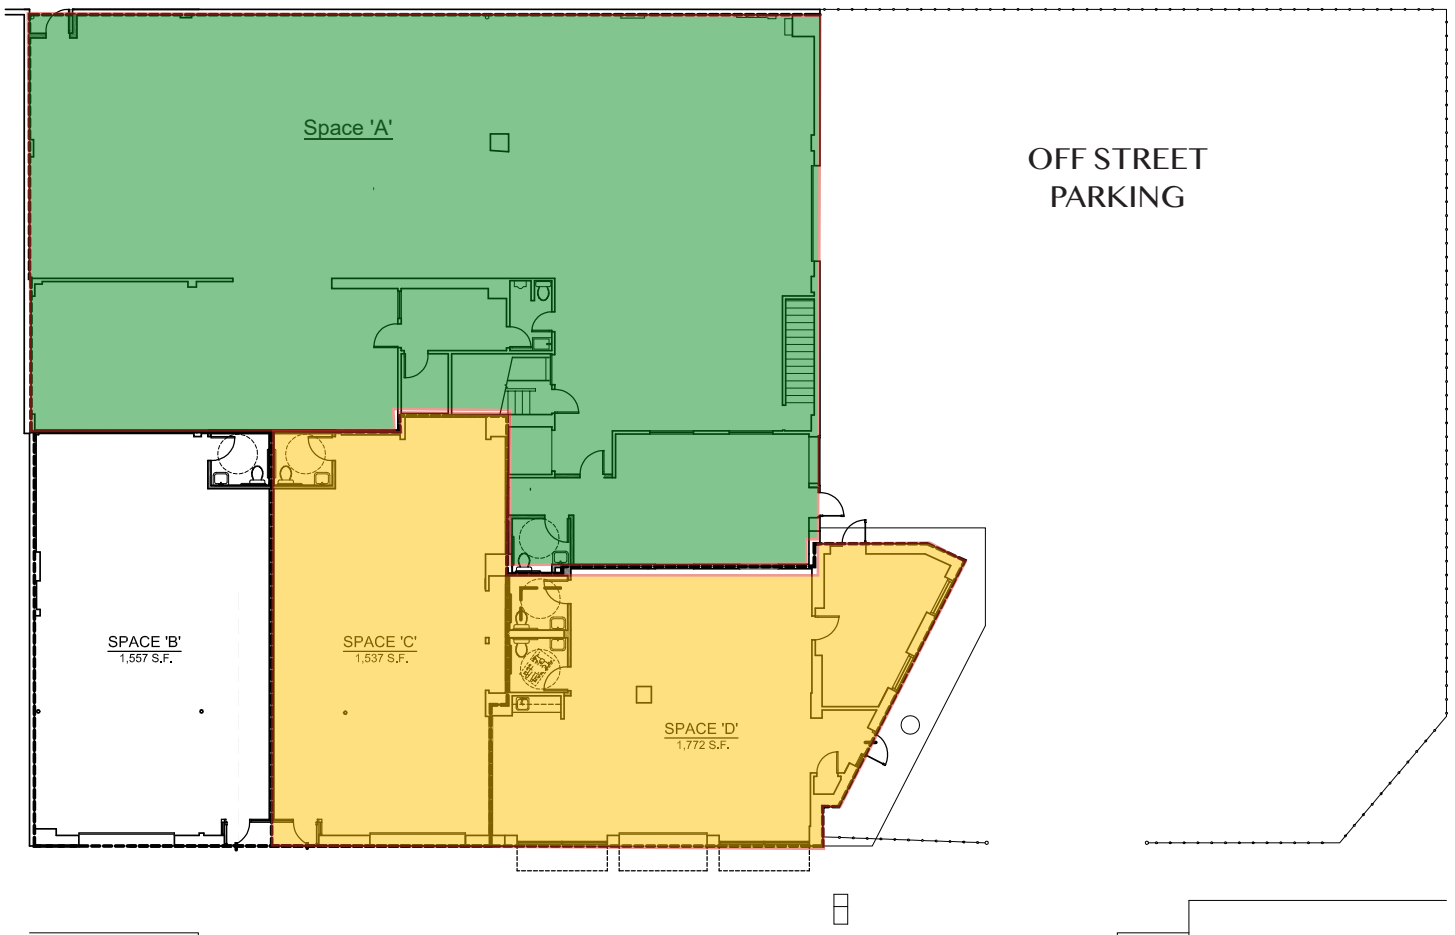 Space 'A'
OFF STREET
PARKING
SPACE 'B'
1,557 S.F.
SPACE 'C'
1,537 S.F.
SPACE 'D'
1,772 S.F.